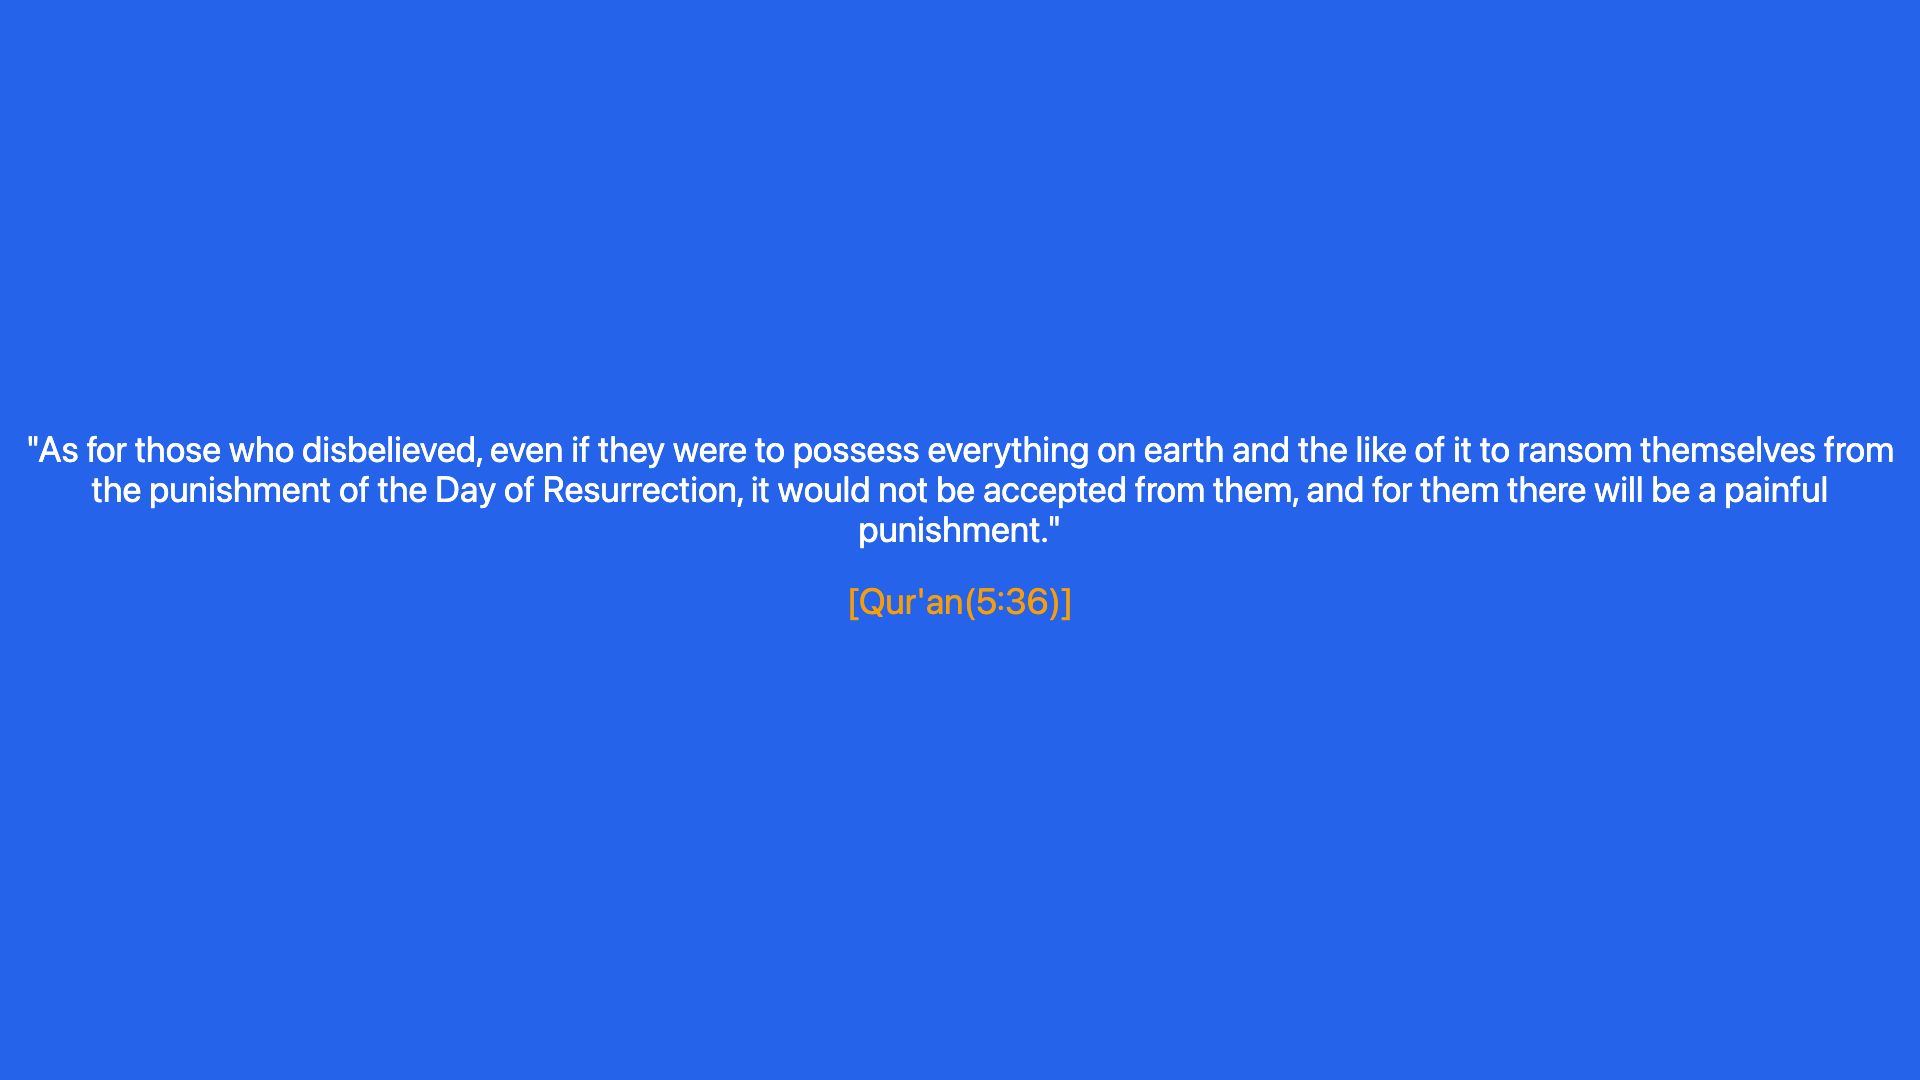 "As for those who disbelieved, even if they were to possess everything on earth and the like of it to ransom themselves from
the punishment of the Day of Resurrection, it would not be accepted from them, and for them there will be a painful
punishment."
[Qur'an(5:36)]